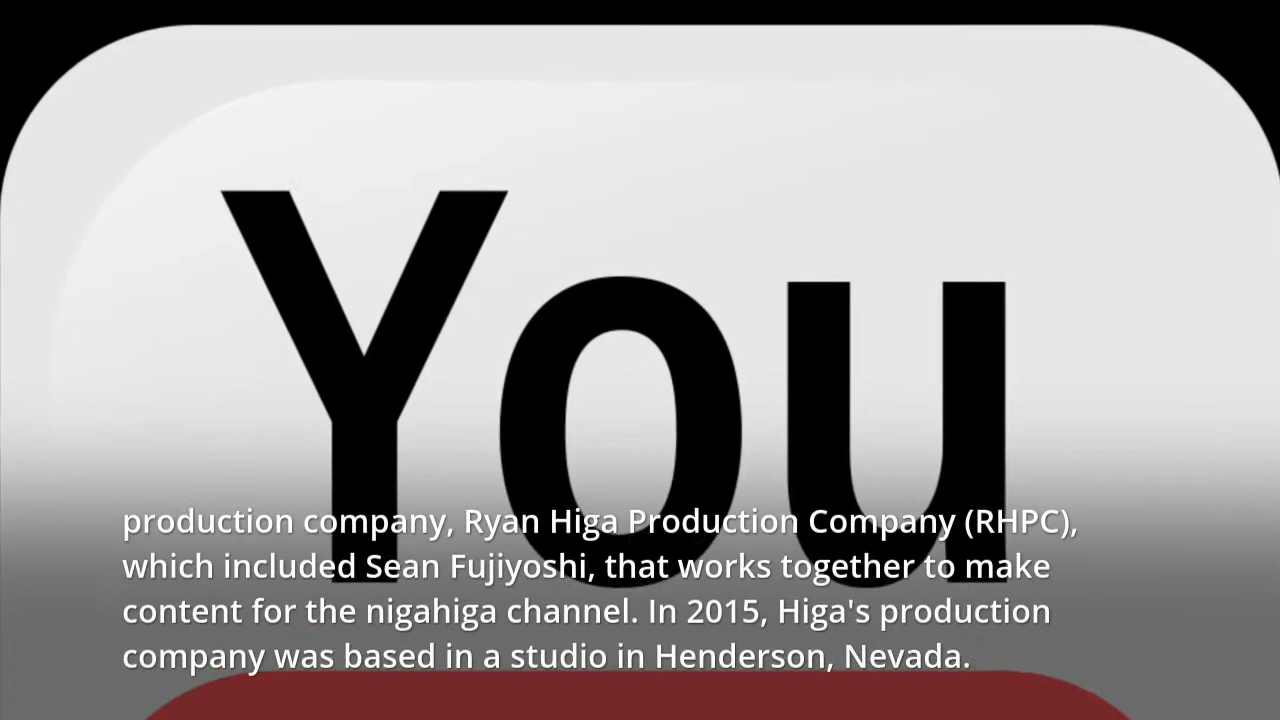 You
production company, Ryan Higa Production Company (RHPC),
which included Sean Fujiyoshi, that works together to make
content for the nigahiga channel. In 2015, Higa's production
company was based in a studio in Henderson, Nevada.